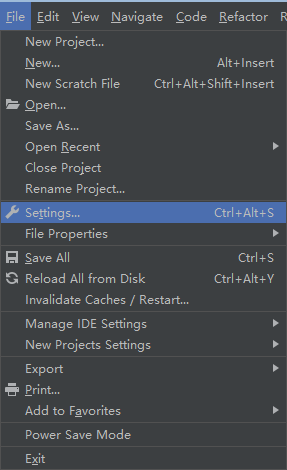 File Edit View Navigate Code Refactor R
New Project...
New... Alt+Insert
New Scratch File Ctrl+Alt+Shift+Insert
Open...
Save As...
Open Recent
Close Project
Rename Project...
Settings... Ctrl+Alt+S
File Properties
Save All Ctrl+S
Reload All from Disk Ctrl+Alt+Y
Invalidate Caches / Restart...
Manage IDE Settings
New Projects Settings
Export
Print...
Add to Favorites
Power Save Mode
Exit